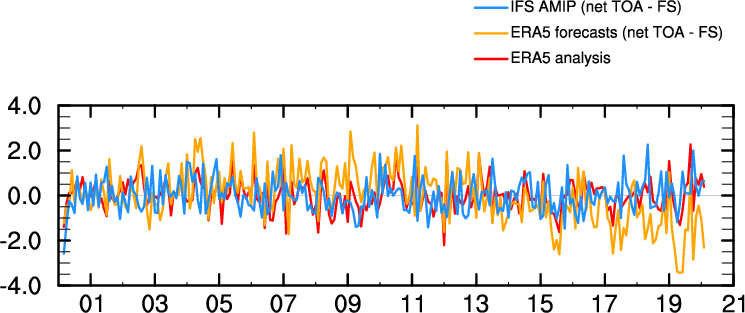 IFS AMIP (net TOA - FS)
ERA5 forecasts (net TOA - FS)
ERA5 analysis
4.0
2.0
0.0
-2.0
-4.0
01 03 05 07 09 11 13 15 17 19 21